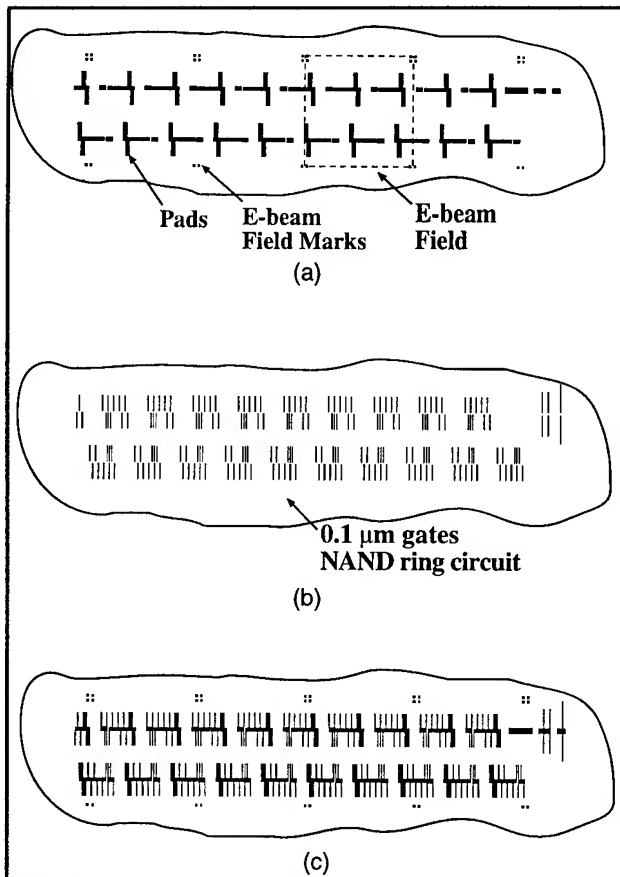 Pads
E-beam
Field Marks
E-beam
Field
(a)
0.1 μm gates
NAND ring circuit
(b)
(c)